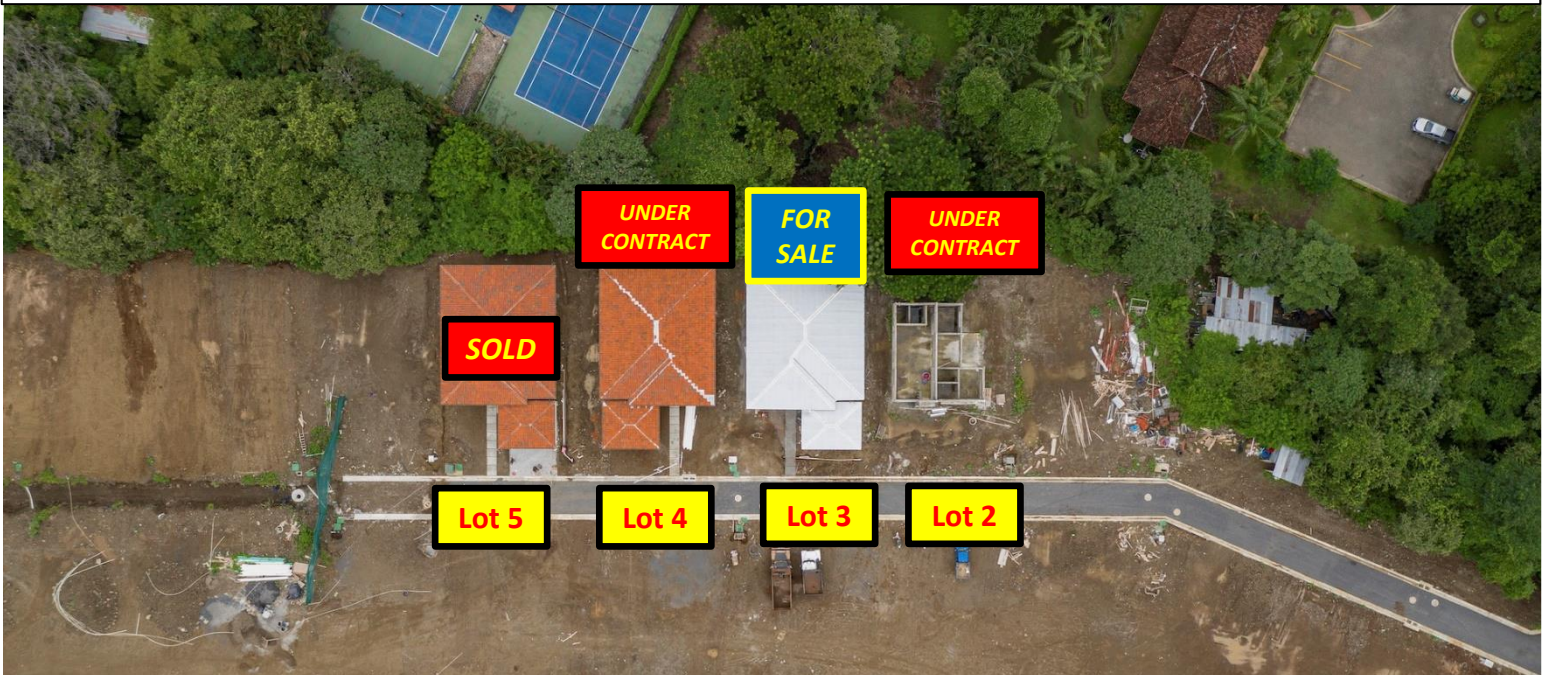 UNDER
CONTRACT
FOR
SALE
UNDER
CONTRACT
SOLD
Lot 5
Lot 4
Lot 3
Lot 2